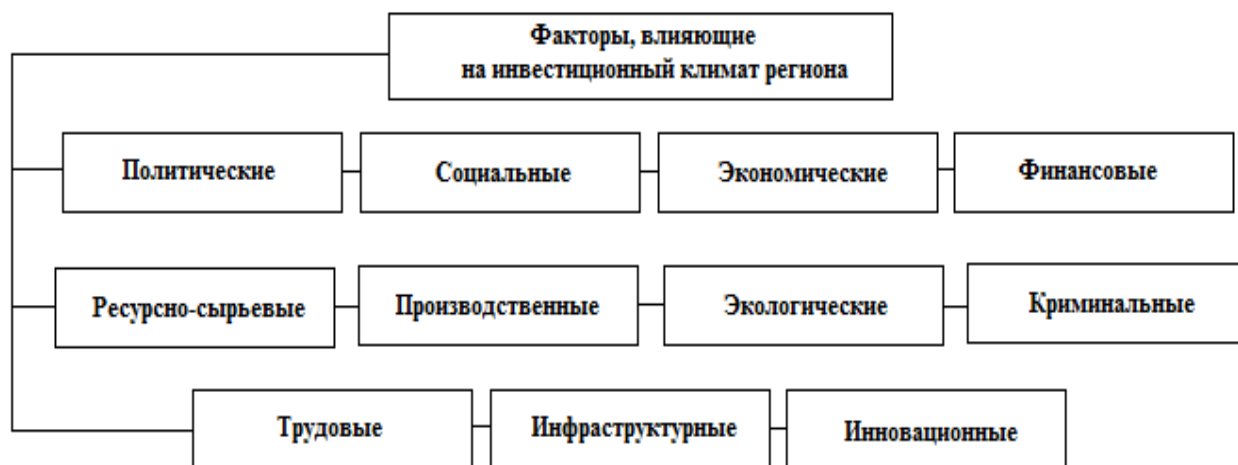 Факторы, влияющие
на инвестиционный климат региона
Политические
Социальные
Экономические
Финансовые
Ресурсно-сырьевые
Производственные
Экологические
Криминальные
Трудовые
Инфраструктурные
Инновационные